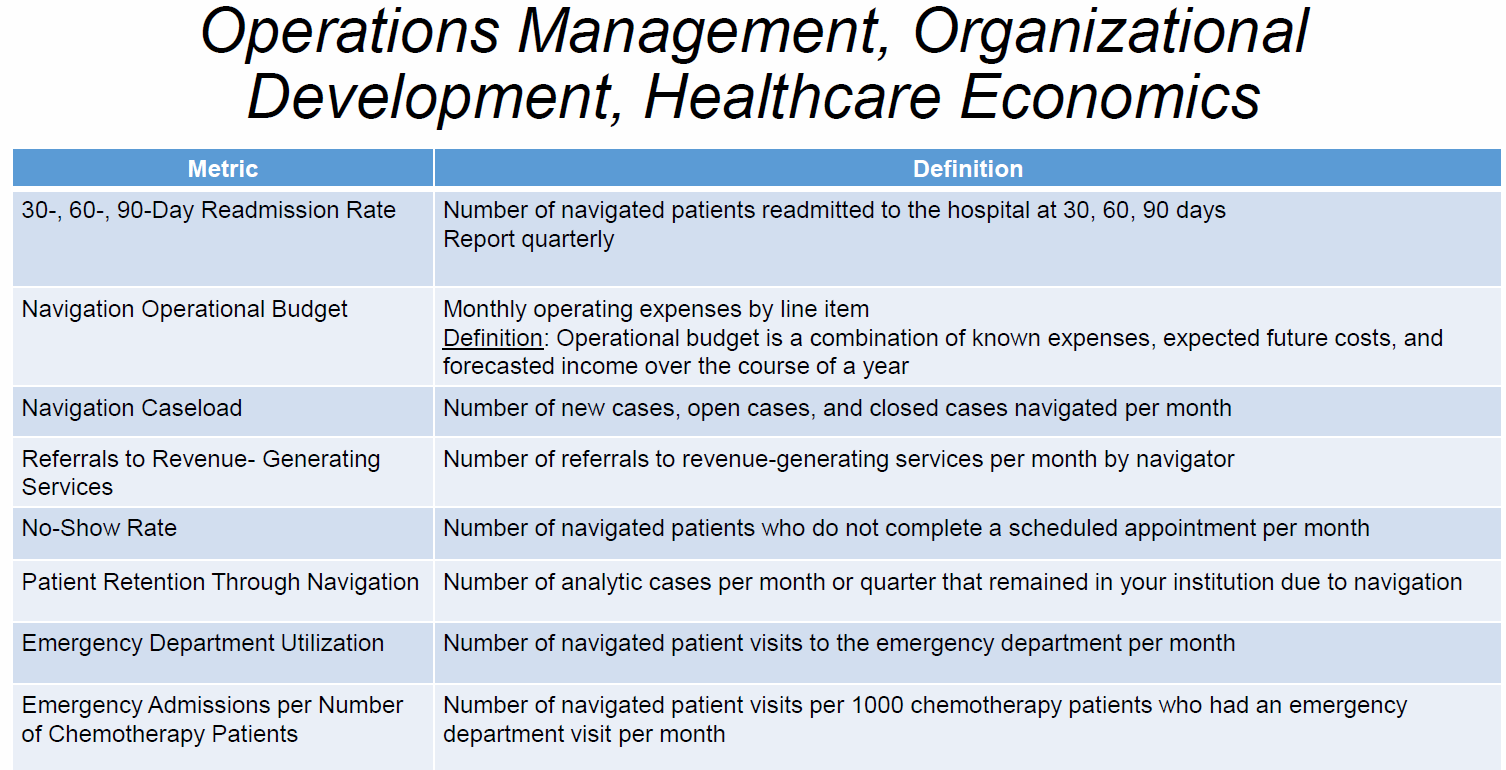 Operations Management, Organizational
Development, Healthcare Economics
Metric
Definition
30-, 60-, 90-Day Readmission Rate
Number of navigated patients readmitted to the hospital at 30, 60, 90 days
Report quarterly
Navigation Operational Budget
Monthly operating expenses by line item
Definition: Operational budget is a combination of known expenses, expected future costs, and
forecasted income over the course of a year
Navigation Caseload
Number of new cases, open cases, and closed cases navigated per month
Referrals to Revenue- Generating
Services
Number of referrals to revenue-generating services per month by navigator
No-Show Rate
Number of navigated patients who do not complete a scheduled appointment per month
Patient Retention Through Navigation
Number of analytic cases per month or quarter that remained in your institution due to navigation
Emergency Department Utilization
Number of navigated patient visits to the emergency department per month
Emergency Admissions per Number
of Chemotherapy Patients
Number of navigated patient visits per 1000 chemotherapy patients who had an emergency
department visit per month